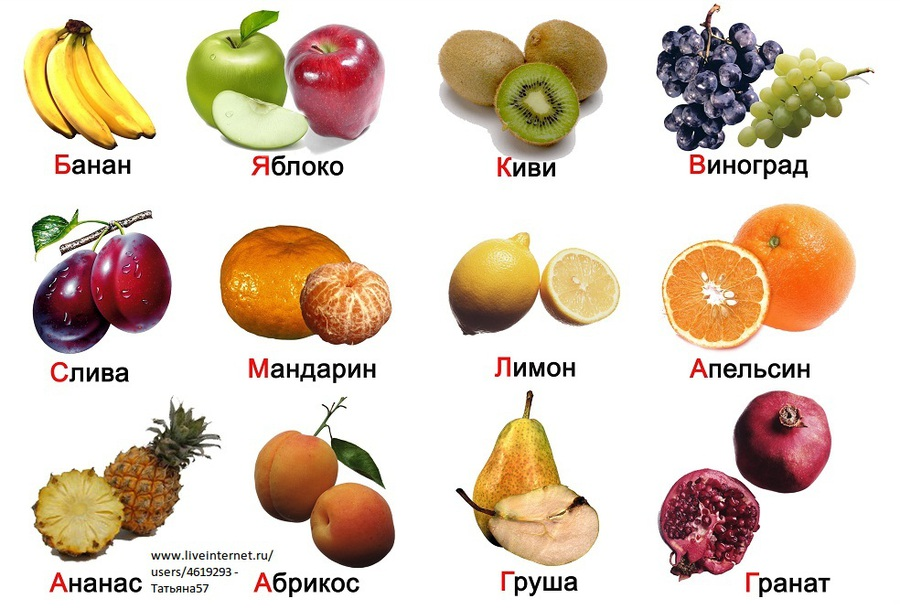 Банан
Яблоко
Киви
Виноград
Слива
Мандарин
Лимон
Апельсин
Ананас
www.liveinternet.ru/
users/4619293 -
Татьяна57
Абрикос
Груша
Гранат